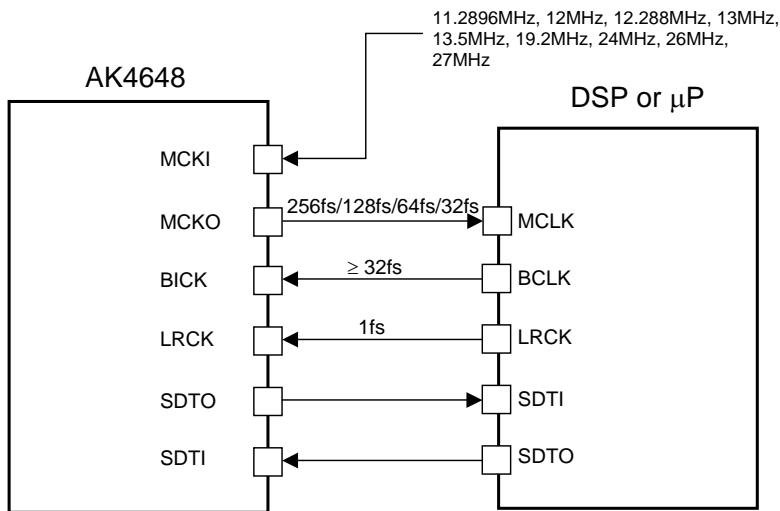 11.2896MHz, 12MHz, 12.288MHz, 13MHz,
13.5MHz, 19.2MHz, 24MHz, 26MHz,
27MHz
AK4648
DSP or μP
MCKI
MCKO
256fs/128fs/64fs/32fs
MCLK
BICK
≥ 32fs
BCLK
LRCK
1fs
LRCK
SDTO
SDTI
SDTI
SDTO